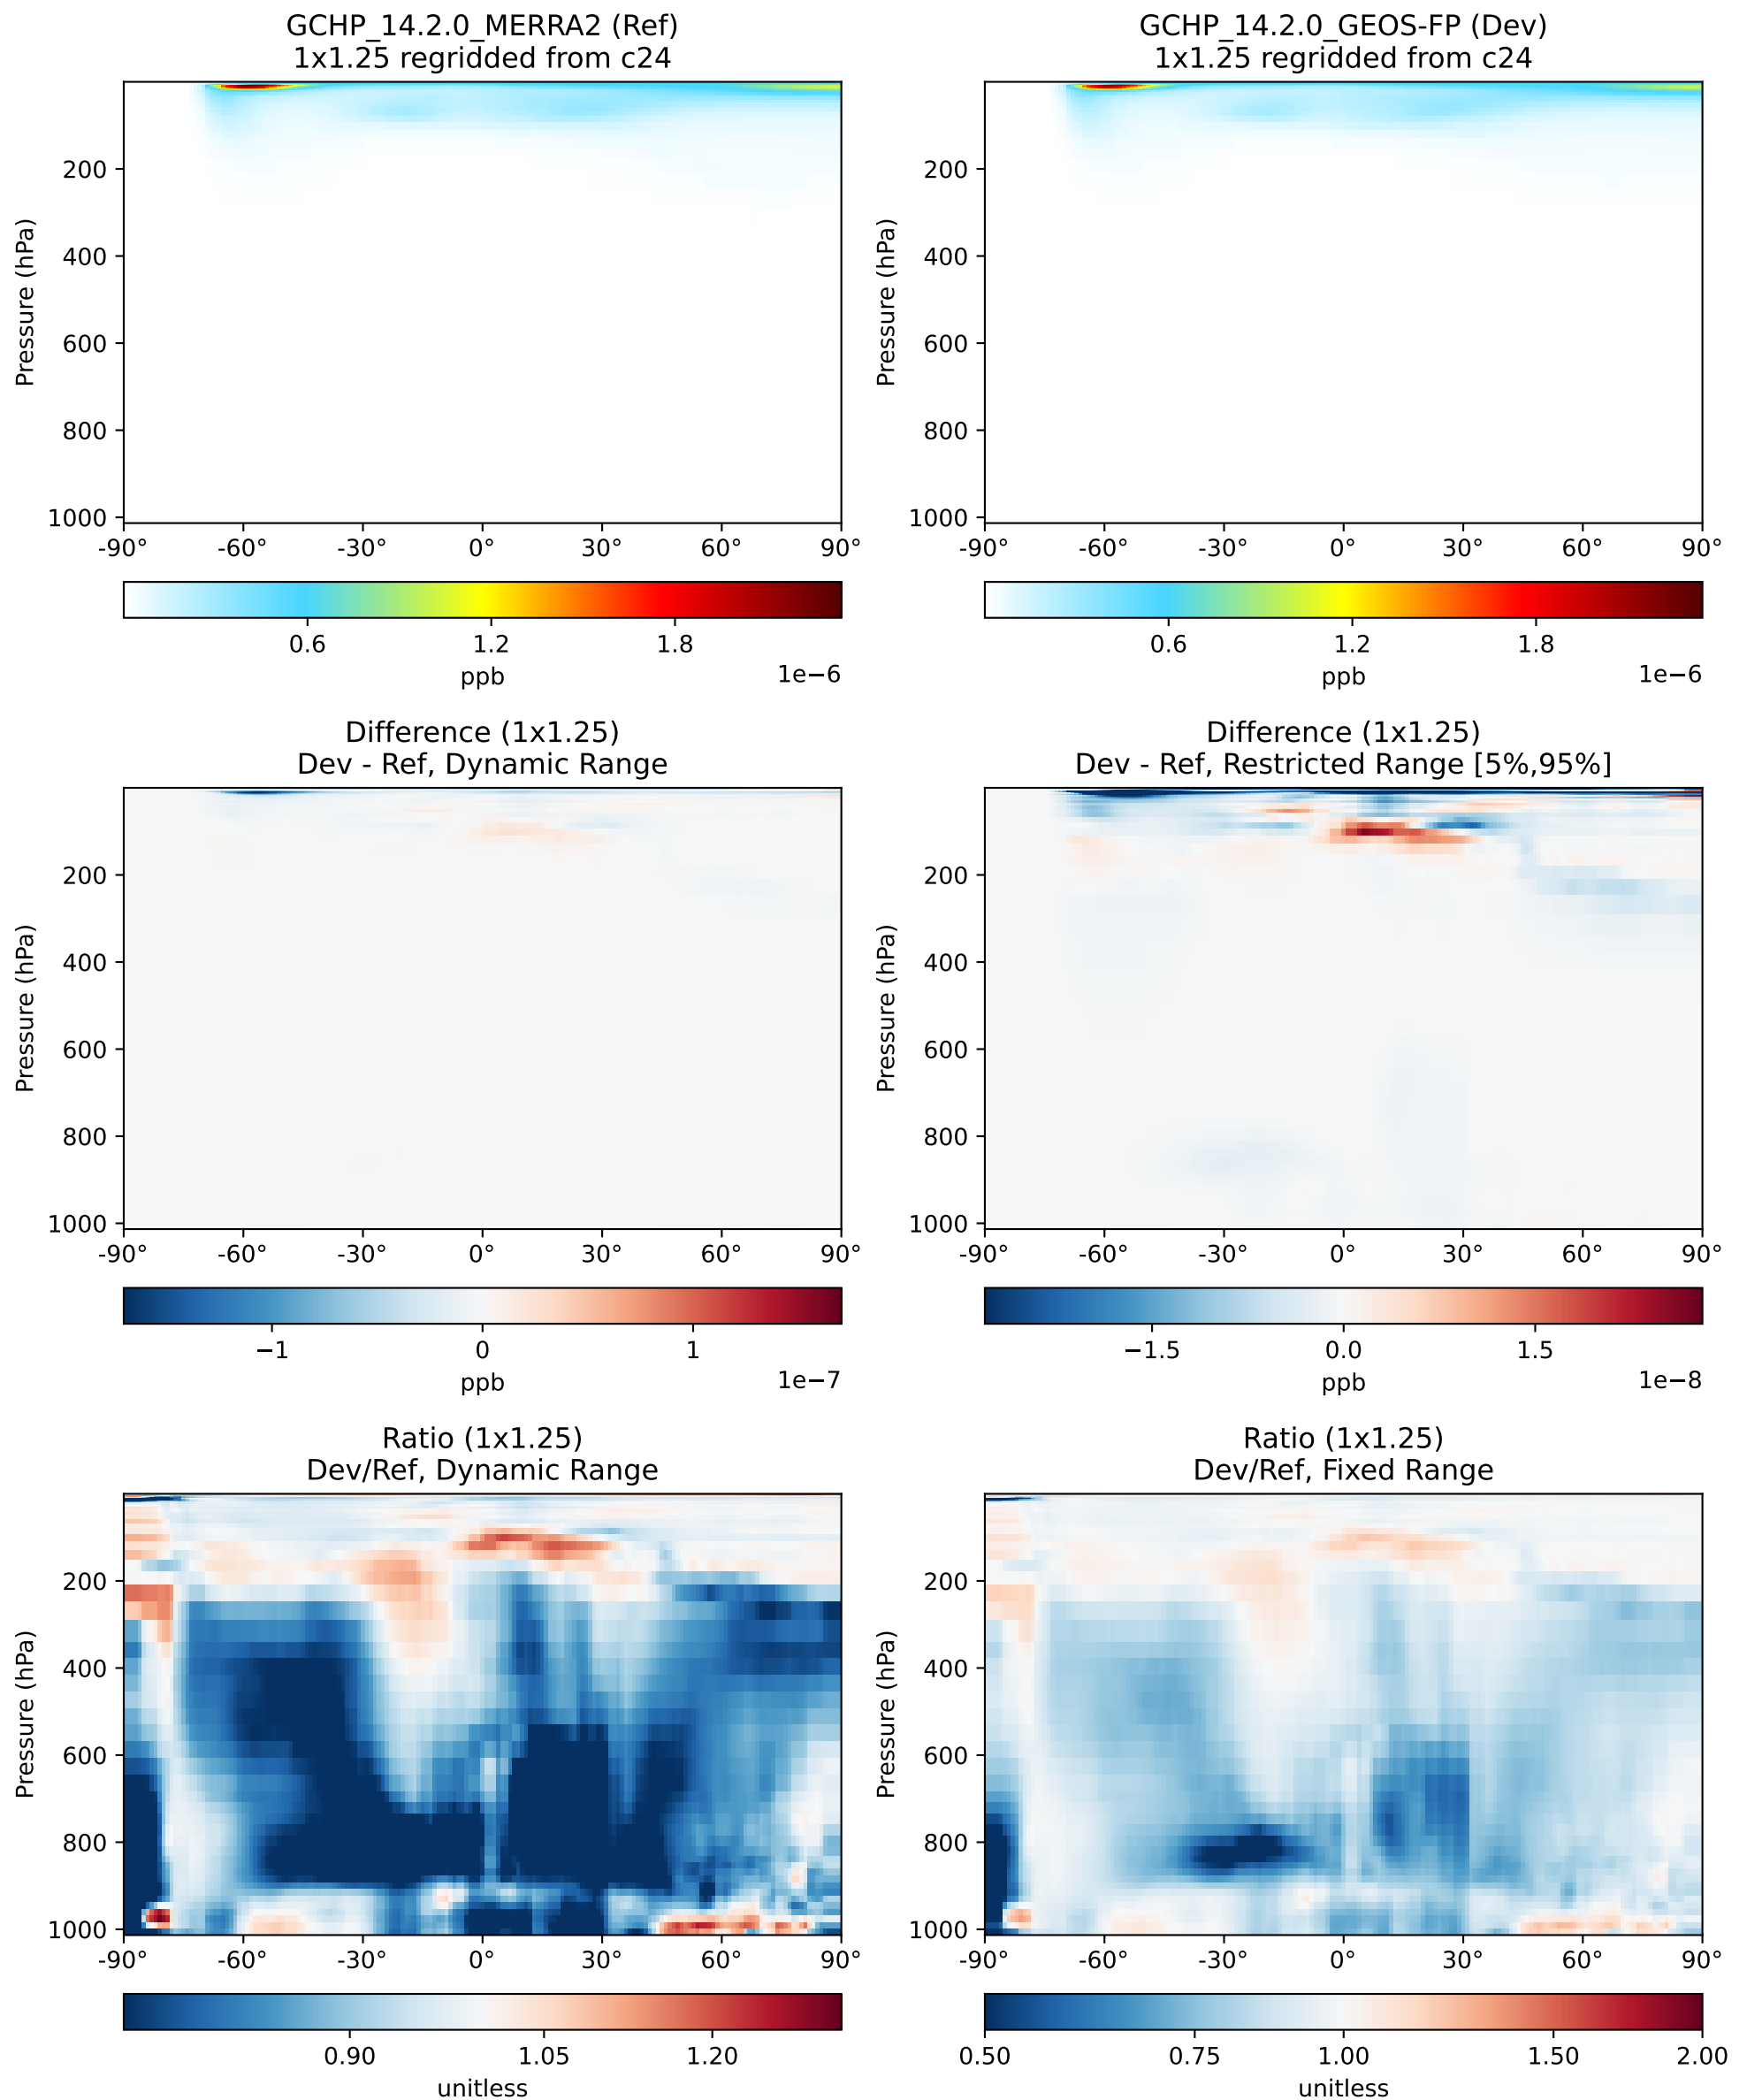 GCHP_14.2.0_MERRA2 (Ref)
1x1.25 regridded from c24
Pressure (hPa)
200
400
600
800
1000
-90° -60° -30° 0° 30° 60° 90°
0.6 1.2 1.8
ppb
1e−6
GCHP_14.2.0_GEOS-FP (Dev)
1x1.25 regridded from c24
Pressure (hPa)
200
400
600
800
1000
-90° -60° -30° 0° 30° 60° 90°
0.6 1.2 1.8
ppb
1e−6
Difference (1x1.25)
Dev - Ref, Dynamic Range
Pressure (hPa)
200
400
600
800
1000
-90° -60° -30° 0° 30° 60° 90°
−1 0 1
ppb
1e−7
Difference (1x1.25)
Dev - Ref, Restricted Range [5%,95%]
Pressure (hPa)
200
400
600
800
1000
-90° -60° -30° 0° 30° 60° 90°
−1.5 0.0 1.5
ppb
1e−8
Ratio (1x1.25)
Dev/Ref, Dynamic Range
Pressure (hPa)
200
400
600
800
1000
-90° -60° -30° 0° 30° 60° 90°
0.90 1.05 1.20
unitless
Ratio (1x1.25)
Dev/Ref, Fixed Range
Pressure (hPa)
200
400
600
800
1000
-90° -60° -30° 0° 30° 60° 90°
0.50 0.75 1.00 1.50 2.00
unitless